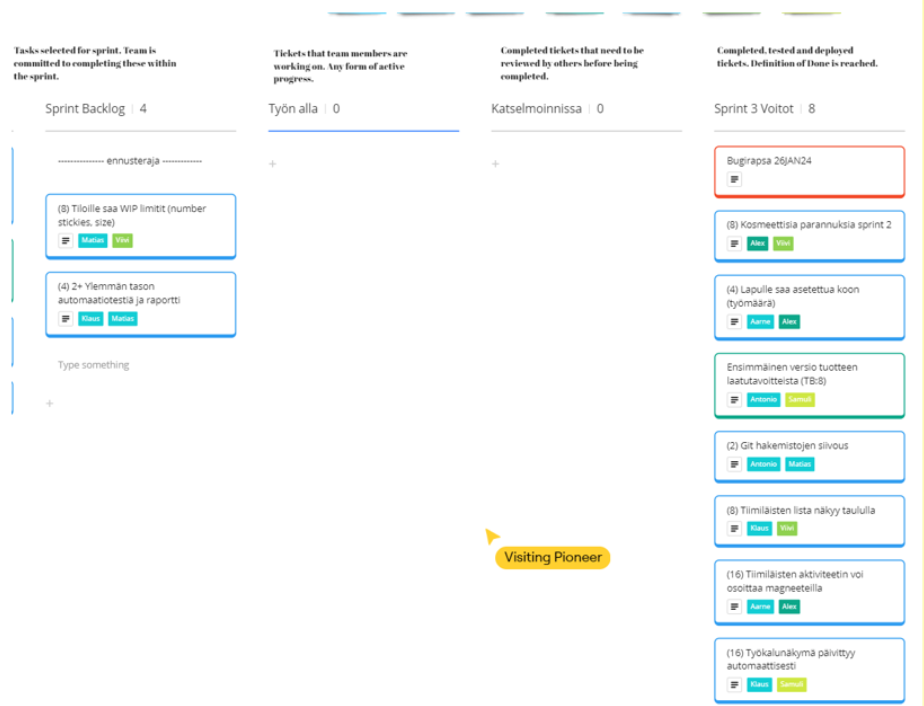 Tasks selected for sprint. Team is
committed to completing these within
the sprint.
Sprint Backlog | 4
--------------- ennusteraja -------------
(8) Tiloille saa WIP limitit (number
stickies, size)
Matias Viivi
(4) 2+ Ylemmän tason
automaatiotestiä ja raportti
Klaus Matias
Type something
+
Tickets that team members are
working on. Any form of active
progress.
Työn alla | 0
+
Completed tickets that need to be
reviewed by others before being
completed.
Katselmoinnissa | 0
+
Visiting Pioneer
Completed, tested and deployed
tickets. Definition of Done is reached.
Sprint 3 Voitot | 8
Bugirapsa 26JAN24
(8) Kosmeettisia parannuksia sprint 2
Alex Viivi
(4) Lapulle saa asetettua koon
(työmäärä)
Aarne Alex
Ensimmäinen versio tuotteen
laatutavoitteista (TB:8)
Antonio Samuli
(2) Git hakemistojen siivous
Antonio Matias
(8) Tiimiläisten lista näkyy taululla
Klaus Viivi
(16) Tiimiläisten aktiviteetin voi
osoittaa magneeteilla
Aarne Alex
(16) Työkalunäkymä päivittyy
automaattisesti
Klaus Samuli